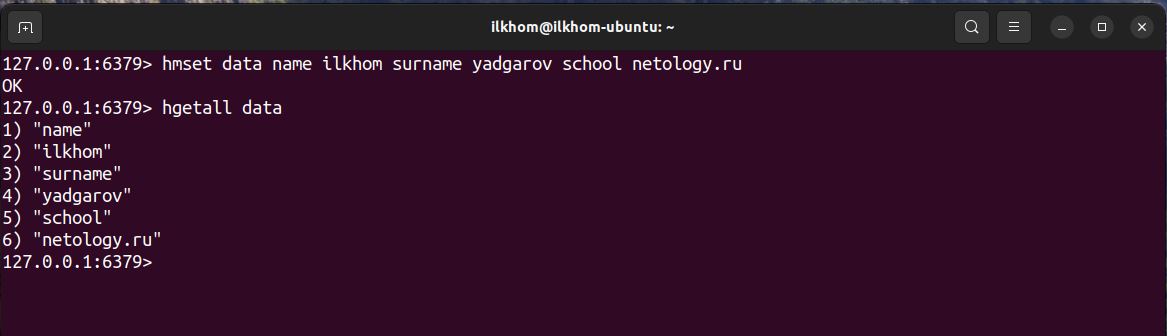 ilkhom@ilkhom-ubuntu: ~
127.0.0.1:6379> hmset data name ilkhom surname yadgarov school netology.ru
OK
127.0.0.1:6379> hgetall data
1) "name"
2) "ilkhom"
3) "surname"
4) "yadgarov"
5) "school"
6) "netology.ru"
127.0.0.1:6379>